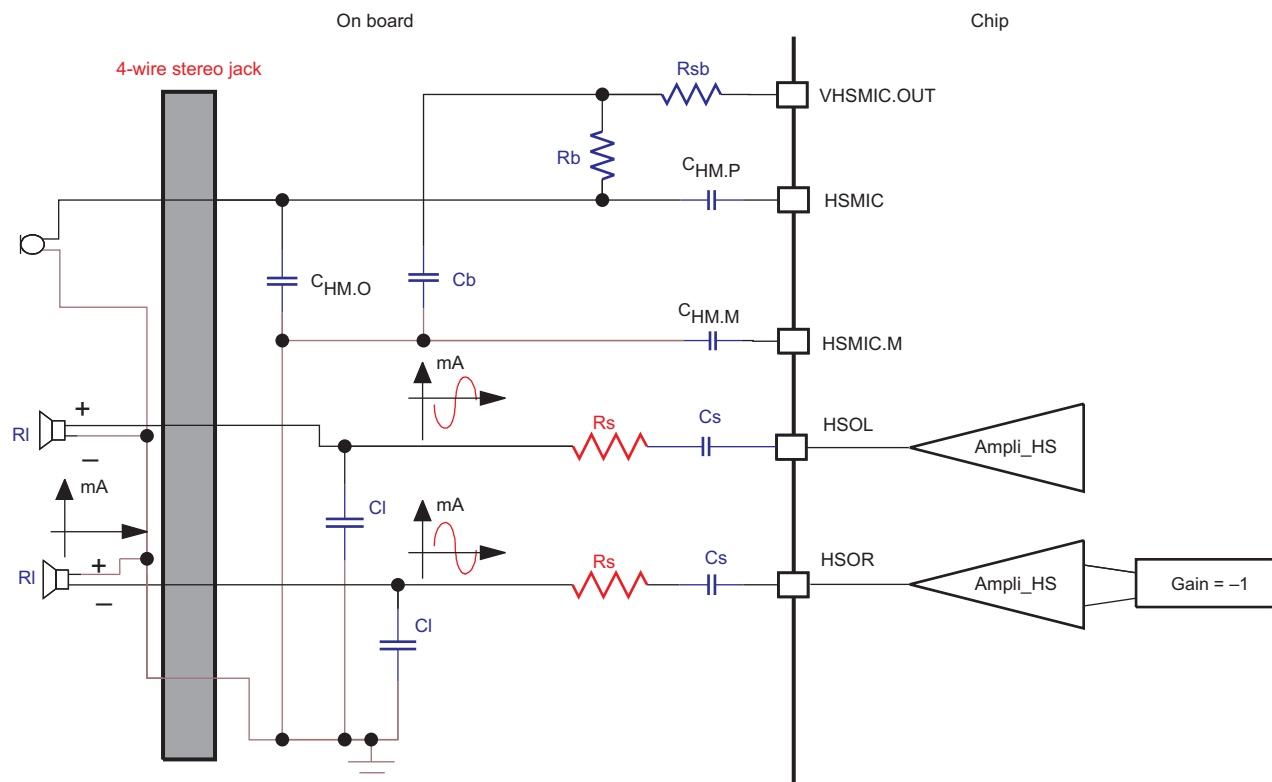 On board
Chip
4-wire stereo jack
Rsb
VHSMIC.OUT
Rb
CHM.P
HSMIC
CHM.O
Cb
CHM.M
HSMIC.M
mA
+
Rl
–
Rs
Cs
HSOL
Ampli_HS
mA
Cl
mA
+
Rl
–
Rs
Cs
HSOR
Ampli_HS
Gain = –1
Cl